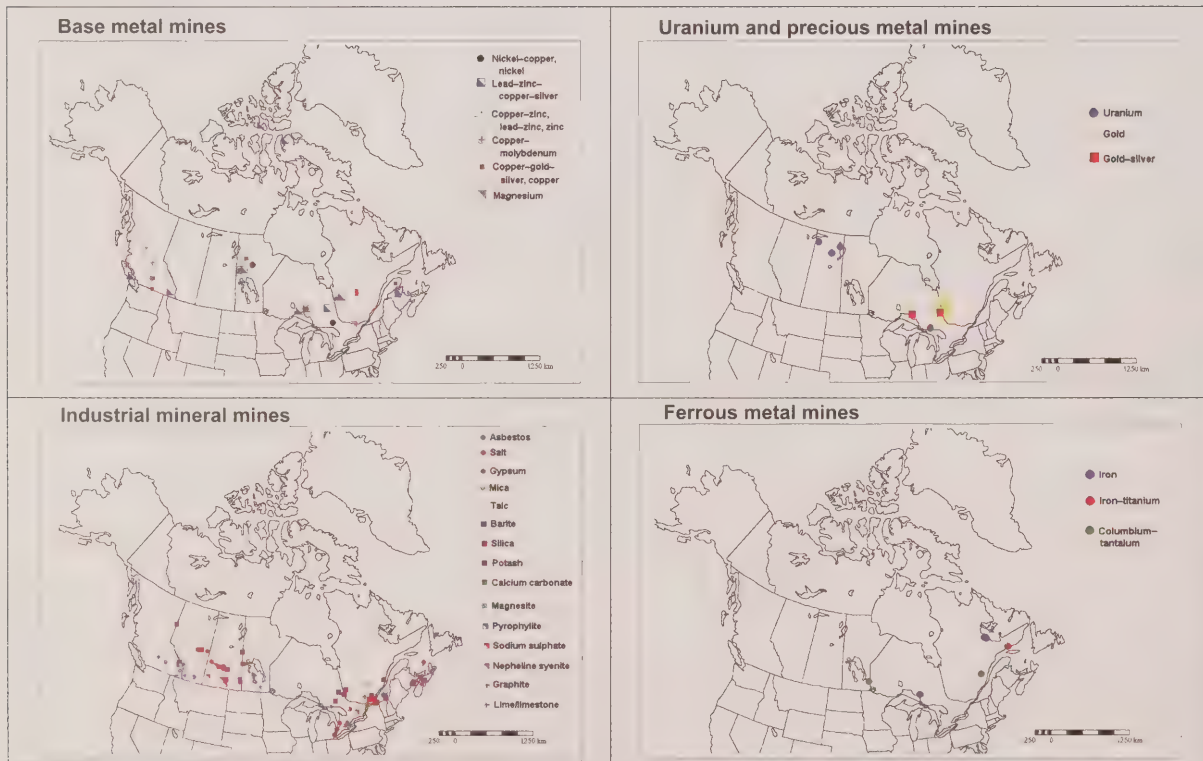 Base metal mines
Nickel–copper,
nickel
Lead–zinc–
copper–silver
Copper–zinc,
lead–zinc, zinc
Copper–
molybdenum
Copper–gold–
silver, copper
Magnesium
250 0 1250 km
Uranium and precious metal mines
Uranium
Gold
Gold–silver
250 0 1250 km
Industrial mineral mines
Asbestos
Salt
Gypsum
Mica
Talc
Barite
Silica
Potash
Calcium carbonate
Magnesite
Pyrophylite
Sodium sulphate
Nepheline syenite
Graphite
Lime/limestone
250 0 1250 km
Ferrous metal mines
Iron
Iron–titanium
Columbium–
tantalum
250 0 1250 km